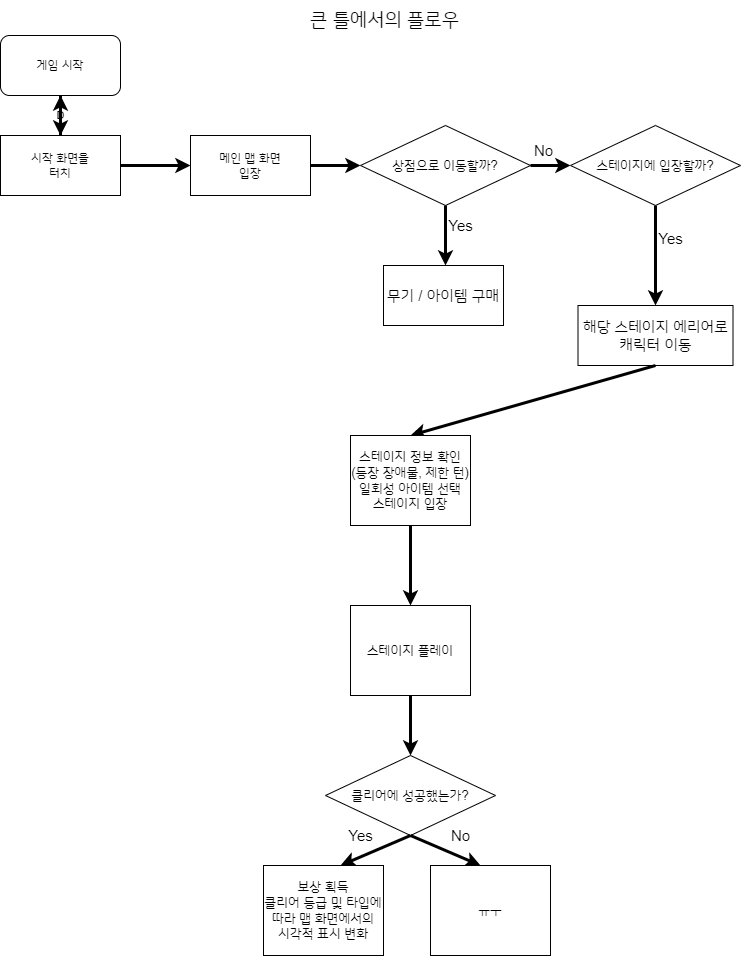 큰 틀에서의 플로우
게임 시작
시작 화면을
터치
메인 맵 화면
입장
상점으로 이동할까?
No
스테이지에 입장할까?
Yes
Yes
무기 / 아이템 구매
해당 스테이지 에리어로
캐릭터 이동
스테이지 정보 확인
(등장 장애물, 제한 턴)
일회성 아이템 선택
스테이지 입장
스테이지 플레이
클리어에 성공했는가?
Yes
No
보상 획득
클리어 등급 및 타입에
따라 맵 화면에서의
시각적 표시 변화
ㅠㅜ